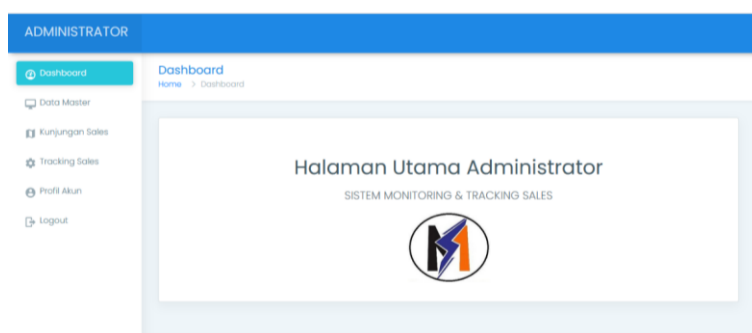 ADMINISTRATOR
Dashboard
Data Master
Kunjungan Sales
Tracking Sales
Profil Akun
Logout
Dashboard
Home > Dashboard
Halaman Utama Administrator
SISTEM MONITORING & TRACKING SALES
M1